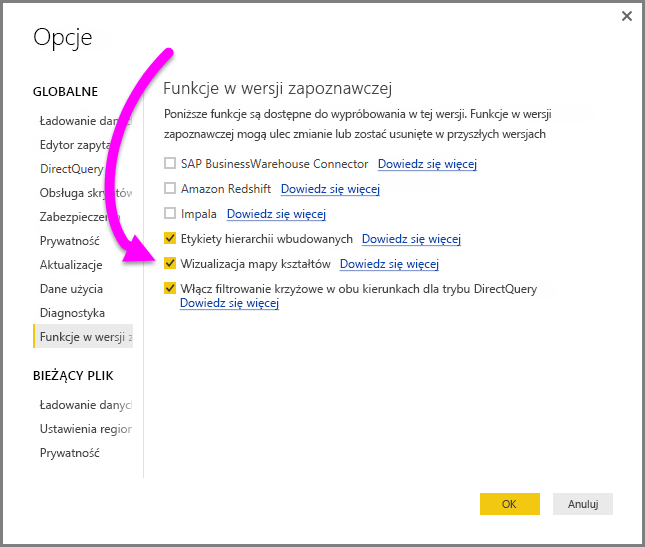 Opcje
GLOBALNE
Ładowanie danyc
Edytor zapyta
DirectQuery
Obsługa skryptów
Zabezpieczenia
Prywatność
Aktualizacje
Dane użycia
Diagnostyka
Funkcje w wersji z
BIEŻĄCY PLIK
Ładowanie danyc
Ustawienia region
Prywatność
Funkcje w wersji zapoznawczej
Poniższe funkcje są dostępne do wypróbowania w tej wersji. Funkcje w wersji
zapoznawczej mogą ulec zmianie lub zostać usunięte w przyszłych wersjach
SAP BusinessWarehouse Connector Dowiedz się więcej
Amazon Redshift Dowiedz się więcej
Impala Dowiedz się więcej
Etykiety hierarchii wbudowanych Dowiedz się więcej
Wizualizacja mapy kształtów Dowiedz się więcej
Włącz filtrowanie krzyżowe w obu kierunkach dla trybu DirectQuery
Dowiedz się więcej
OK Anuluj